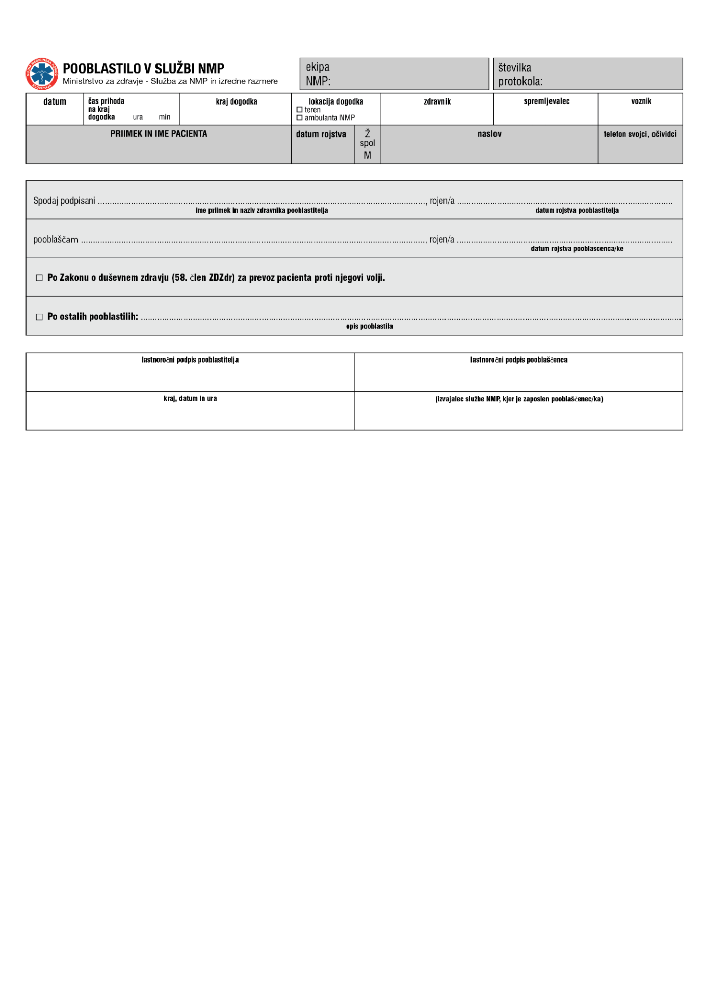 NUJNA MEDICINSKA POMOČ
SLOVENIJA
POOBLASTILO V SLUŽBI NMP
Ministrstvo za zdravje - Služba za NMP in izredne razmere
ekipa
NMP:
številka
protokola:
datum
čas prihoda
na kraj
dogodka ura min
kraj dogodka
lokacija dogodka
☐ teren
☐ ambulanta NMP
zdravnik
spremljevalec
voznik
PRIIMEK IN IME PACIENTA
datum rojstva
Ž
spol
M
naslov
telefon svojci, očividci
Spodaj podpisani ........................................, rojen/a ........................................
ime priimek in naziv zdravnika pooblastitelja
datum rojstva pooblastitelja
pooblaščam ........................................, rojen/a ........................................
datum rojstva pooblascenca/ke
☐ Po Zakonu o duševnem zdravju (58. člen ZDZdr) za prevoz pacienta proti njegovi volji.
☐ Po ostalih pooblastilih: ........................................
opis pooblastila
lastnoročni podpis pooblastitelja
lastnoročni podpis pooblaščenca
kraj, datum in ura
(izvajalec službe NMP, kjer je zaposlen pooblaščenec/ka)